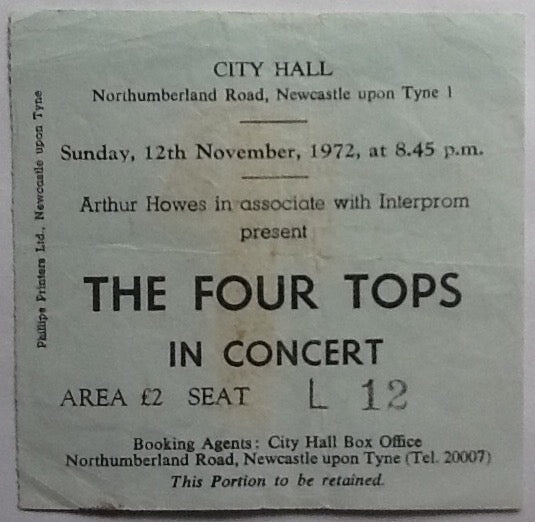 CITY HALL
Northumberland Road, Newcastle upon Tyne 1
Sunday, 12th November, 1972, at 8.45 p.m.
Arthur Howes in associate with Interprom
present
THE FOUR TOPS
IN CONCERT
AREA £2 SEAT L 12
Booking Agents: City Hall Box Office
Northumberland Road, Newcastle upon Tyne (Tel. 20007)
This Portion to be retained.
Phillips Printers Ltd., Newcastle upon Tyne